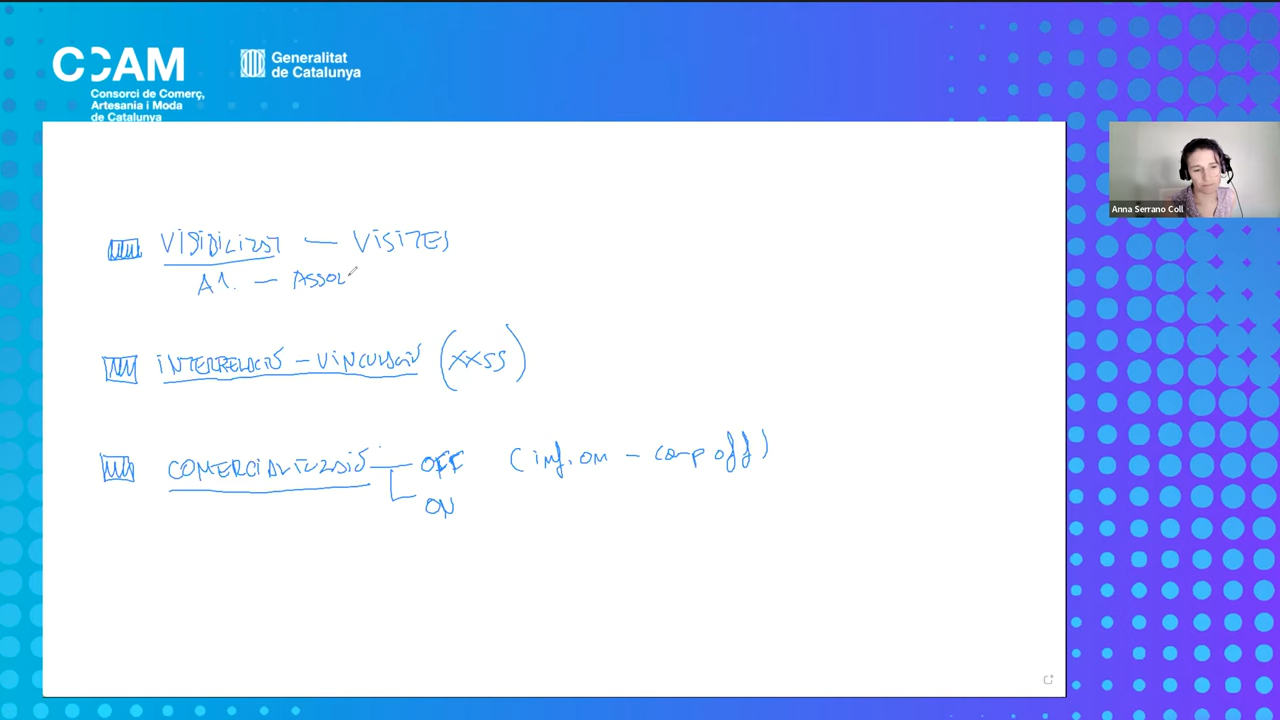 CCAM
Consorci de Comerç,
Artesania i Moda
de Catalunya
Generalitat
de Catalunya
VISIBILITZAT — VISITES
A1. — ASSOL
INTERRELACIÓ - VINCULACIÓ (XXSS)
COMERCIALITZACIÓ — OFF (inf. on - comp off)
ON
Anna Serrano Coll